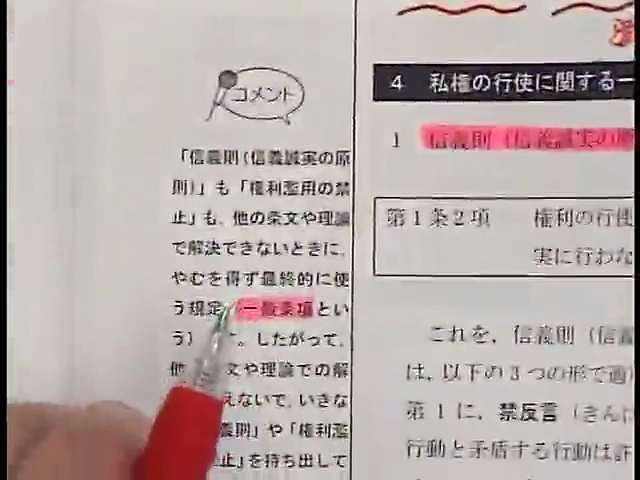 コメント
「信義則(信義誠実の原
則)」も「権利濫用の禁
止」も、他の条文や理論
で解決できないときに、
やむを得ず最終的に使
う規定 一般条項とい
う) 。したがって、
他 文や理論での解
えないで、いきな
義則」や「権利濫
止」を持ち出して
4 私権の行使に関する一
1 信義則(信義誠実の原
第1条2項 権利の行使
実に行わな
これを、信義則(信義
は、以下の3つの形で適
第1に、禁反言(きんは
行動と矛盾する行動は許